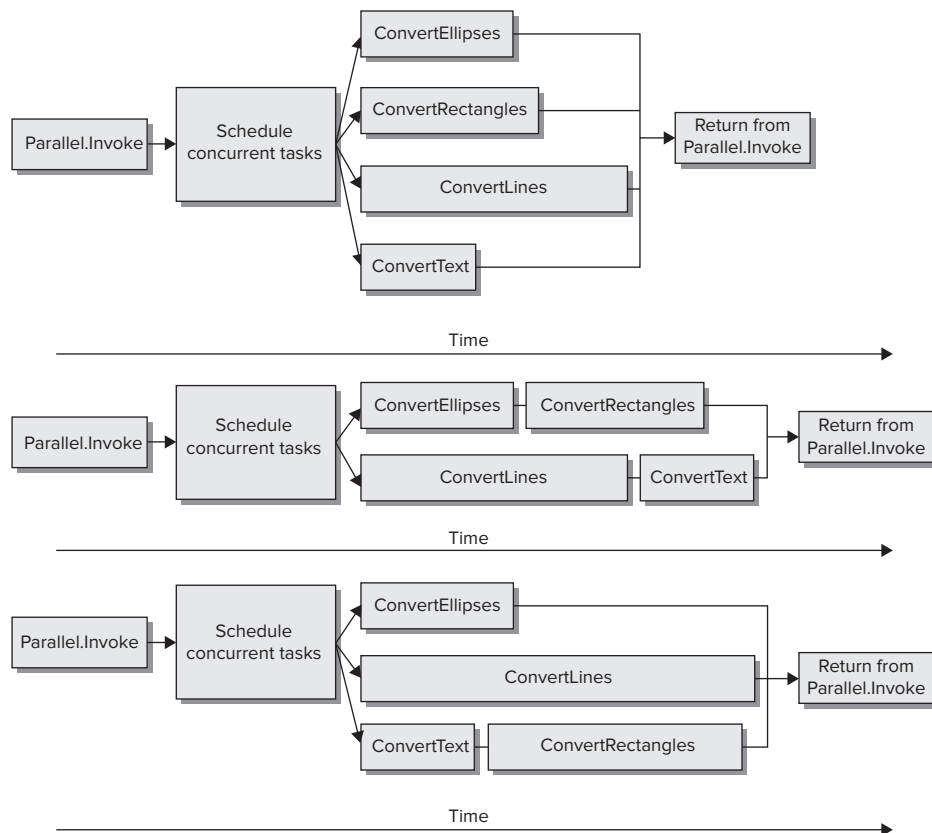 ConvertEllipses
Parallel.Invoke
Schedule
concurrent tasks
ConvertRectangles
Return from
Parallel.Invoke
ConvertLines
ConvertText
Time
Parallel.Invoke
Schedule
concurrent tasks
ConvertEllipses
ConvertRectangles
ConvertLines
ConvertText
Return from
Parallel.Invoke
Time
Parallel.Invoke
Schedule
concurrent tasks
ConvertEllipses
ConvertLines
ConvertText
ConvertRectangles
Return from
Parallel.Invoke
Time